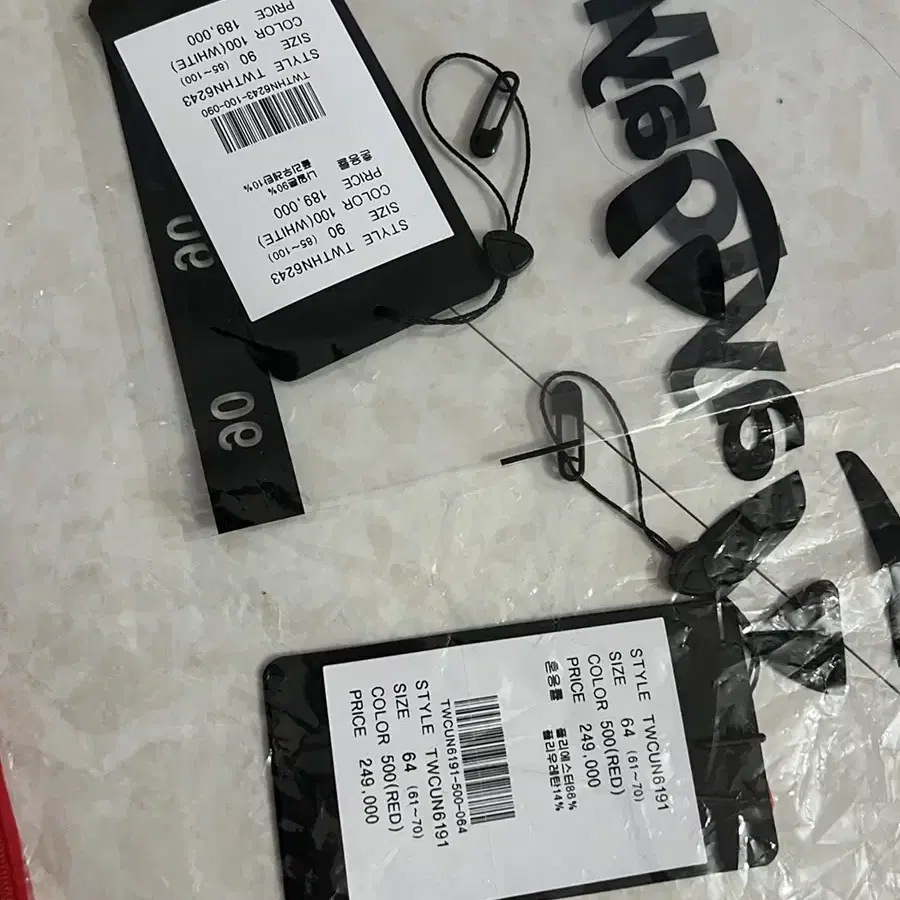 STYLE TWTHN6243
SIZE 90 (85~100)
COLOR 100(WHITE)
PRICE 189,000
혼용률 나일론90%
폴리우레탄10%
TWTHN6243-100-090
STYLE TWTHN6243
SIZE 90 (85~100)
COLOR 100(WHITE)
PRICE 189,000
90
90
STYLE TWCUN6191
SIZE 64 (61~70)
COLOR 500(RED)
PRICE 249,000
혼용률 폴리에스터86%
폴리우레탄14%
TWCUN6191-500-064
STYLE TWCUN6191
SIZE 64 (61~70)
COLOR 500(RED)
PRICE 249,000